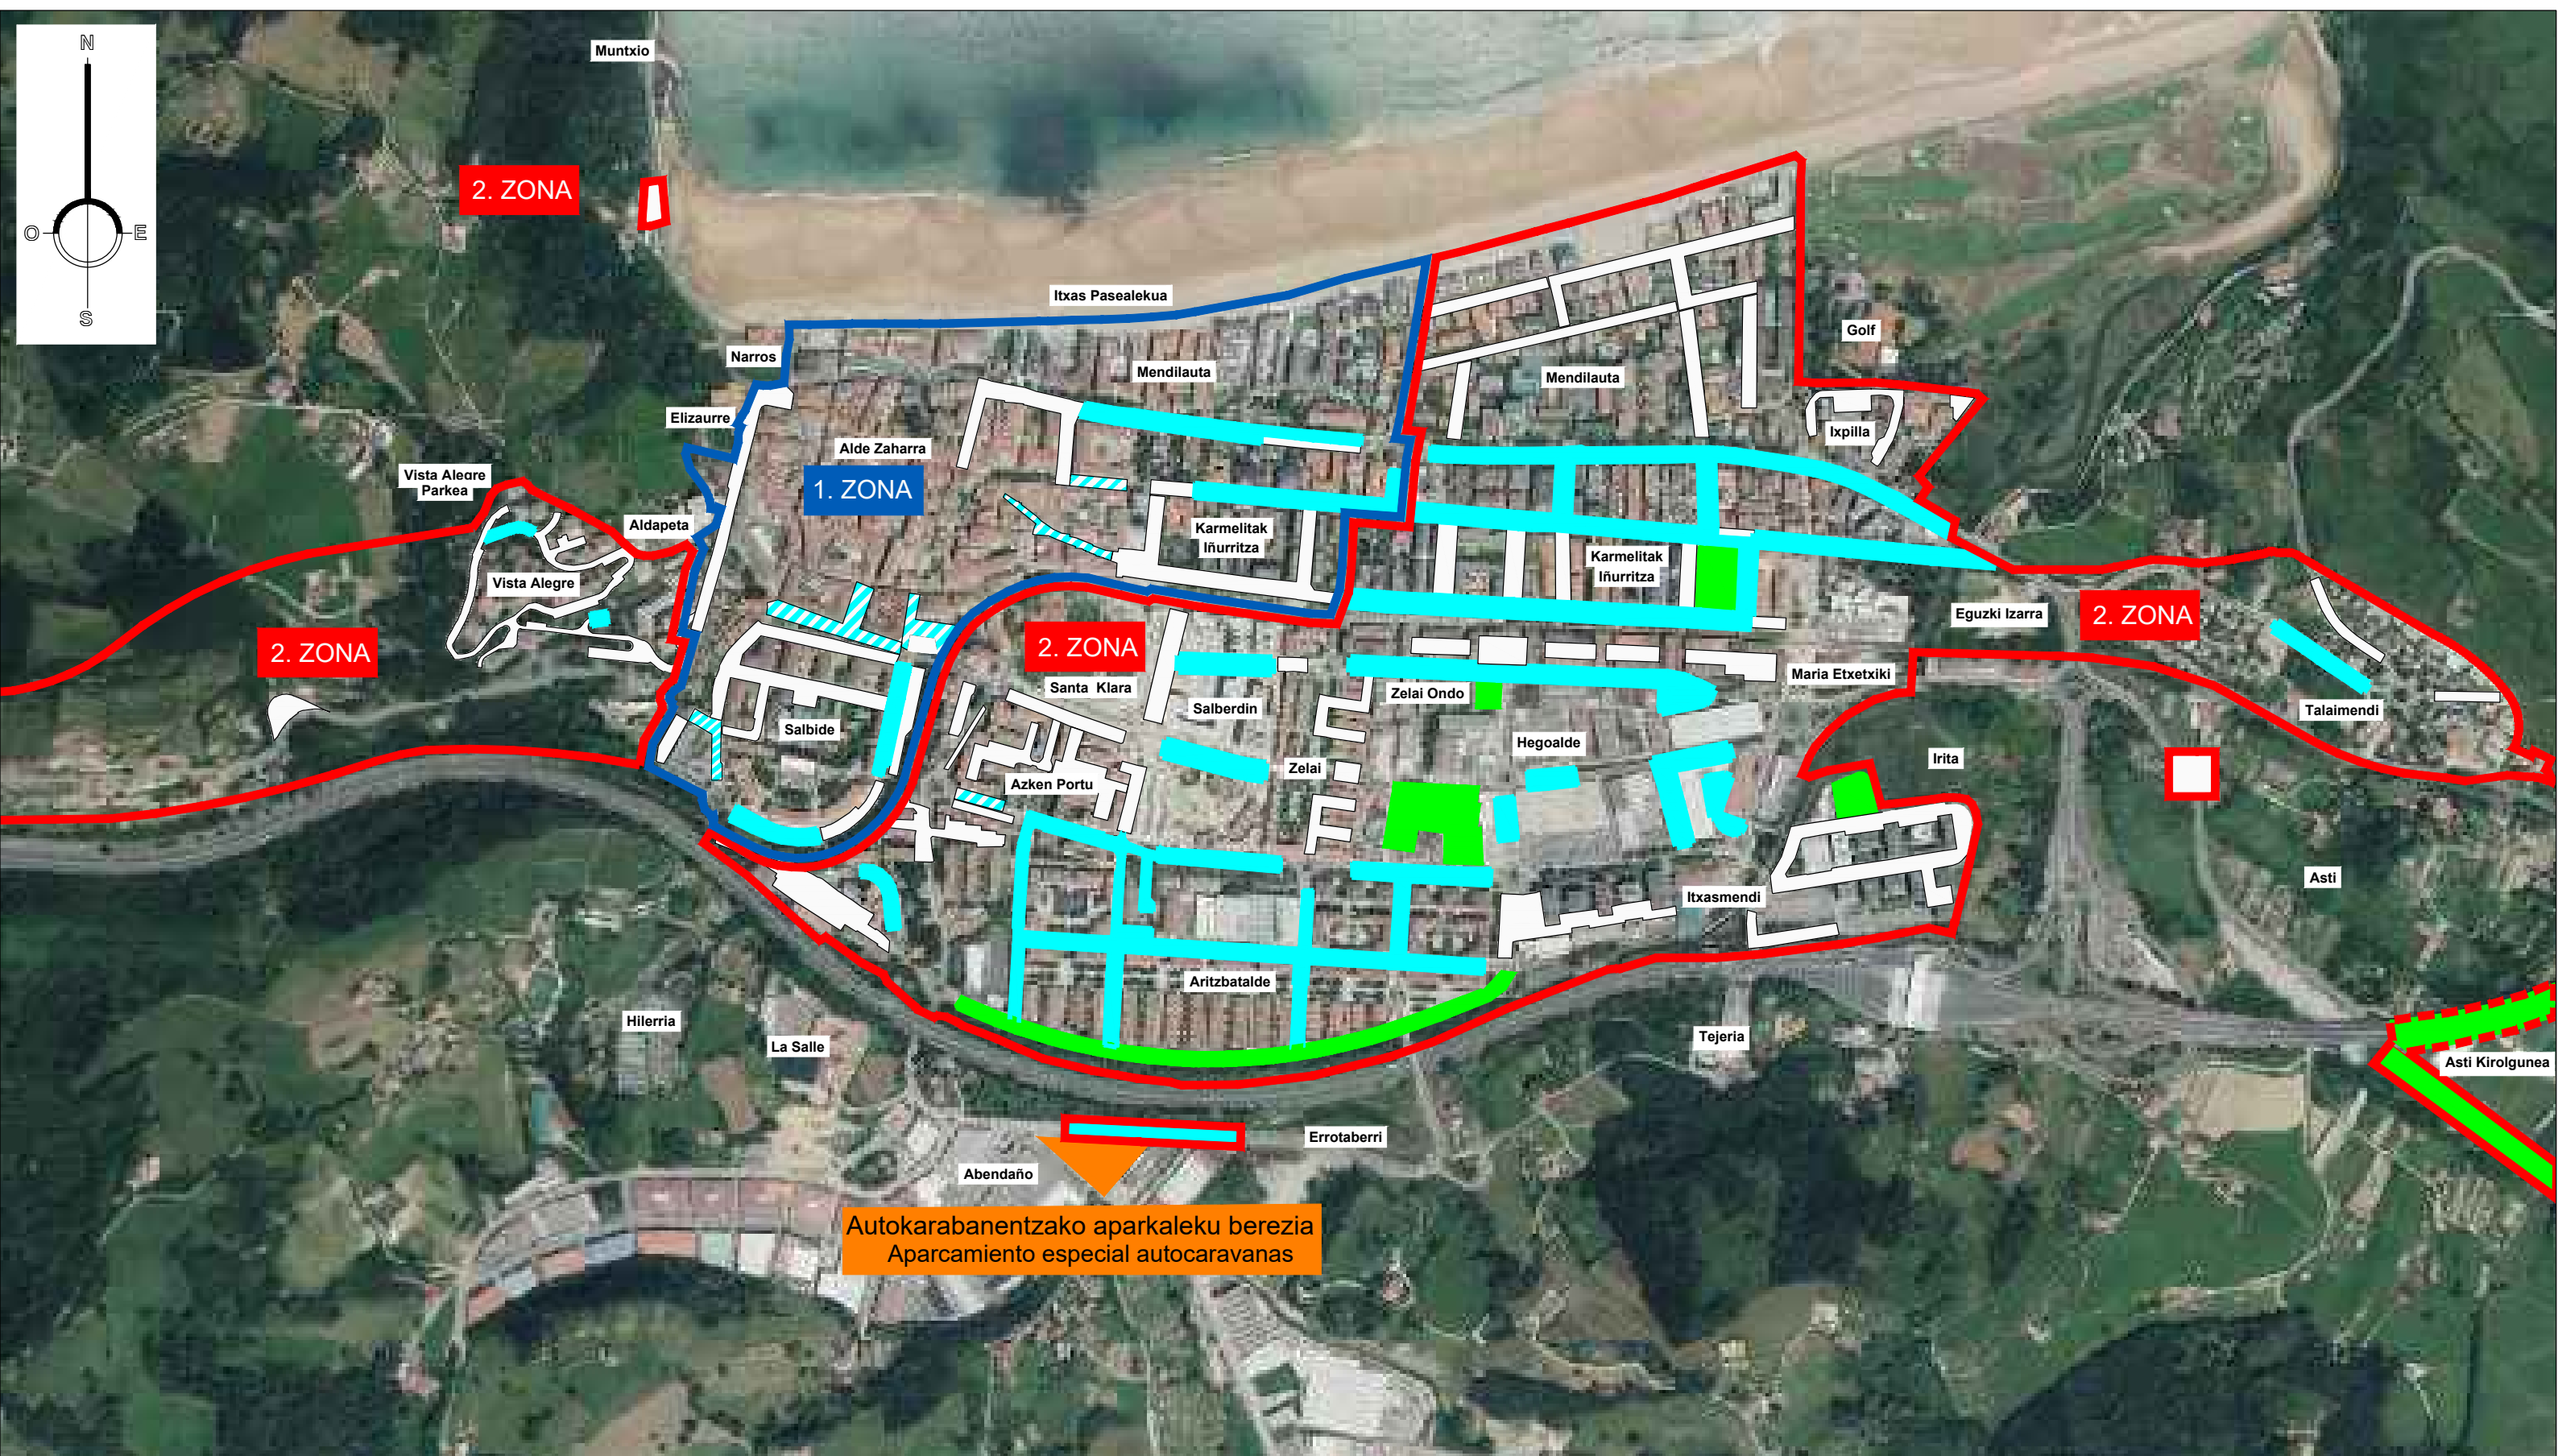 N
O
E
S
Muntxio
2. ZONA
Itxas Pasealekua
Narros
Mendilauta
Golf
Mendilauta
Elizaurre
Alde Zaharra
Ixpilla
Vista Alegre
Parkea
1. ZONA
Aldapeta
Karmelitak
Iñurritza
Karmelitak
Iñurritza
Vista Alegre
Eguzki Izarra
2. ZONA
2. ZONA
2. ZONA
Santa Klara
Zelai Ondo
Maria Etxetxiki
Salberdin
Talaimendi
Salbide
Hegoalde
Irita
Zelai
Azken Portu
Asti
Itxasmendi
Aritzbatalde
Hilerria
La Salle
Tejeria
Asti Kirolgunea
Errotaberri
Abendaño
Autokarabanentzako aparkaleku berezia
Aparcamiento especial autocaravanas